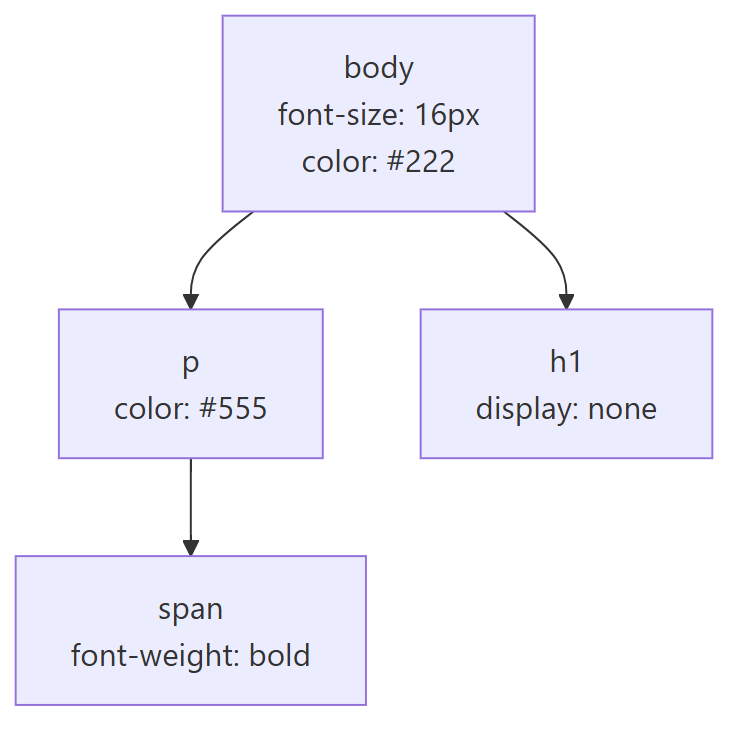 body
font-size: 16px
color: #222
p
color: #555
h1
display: none
span
font-weight: bold